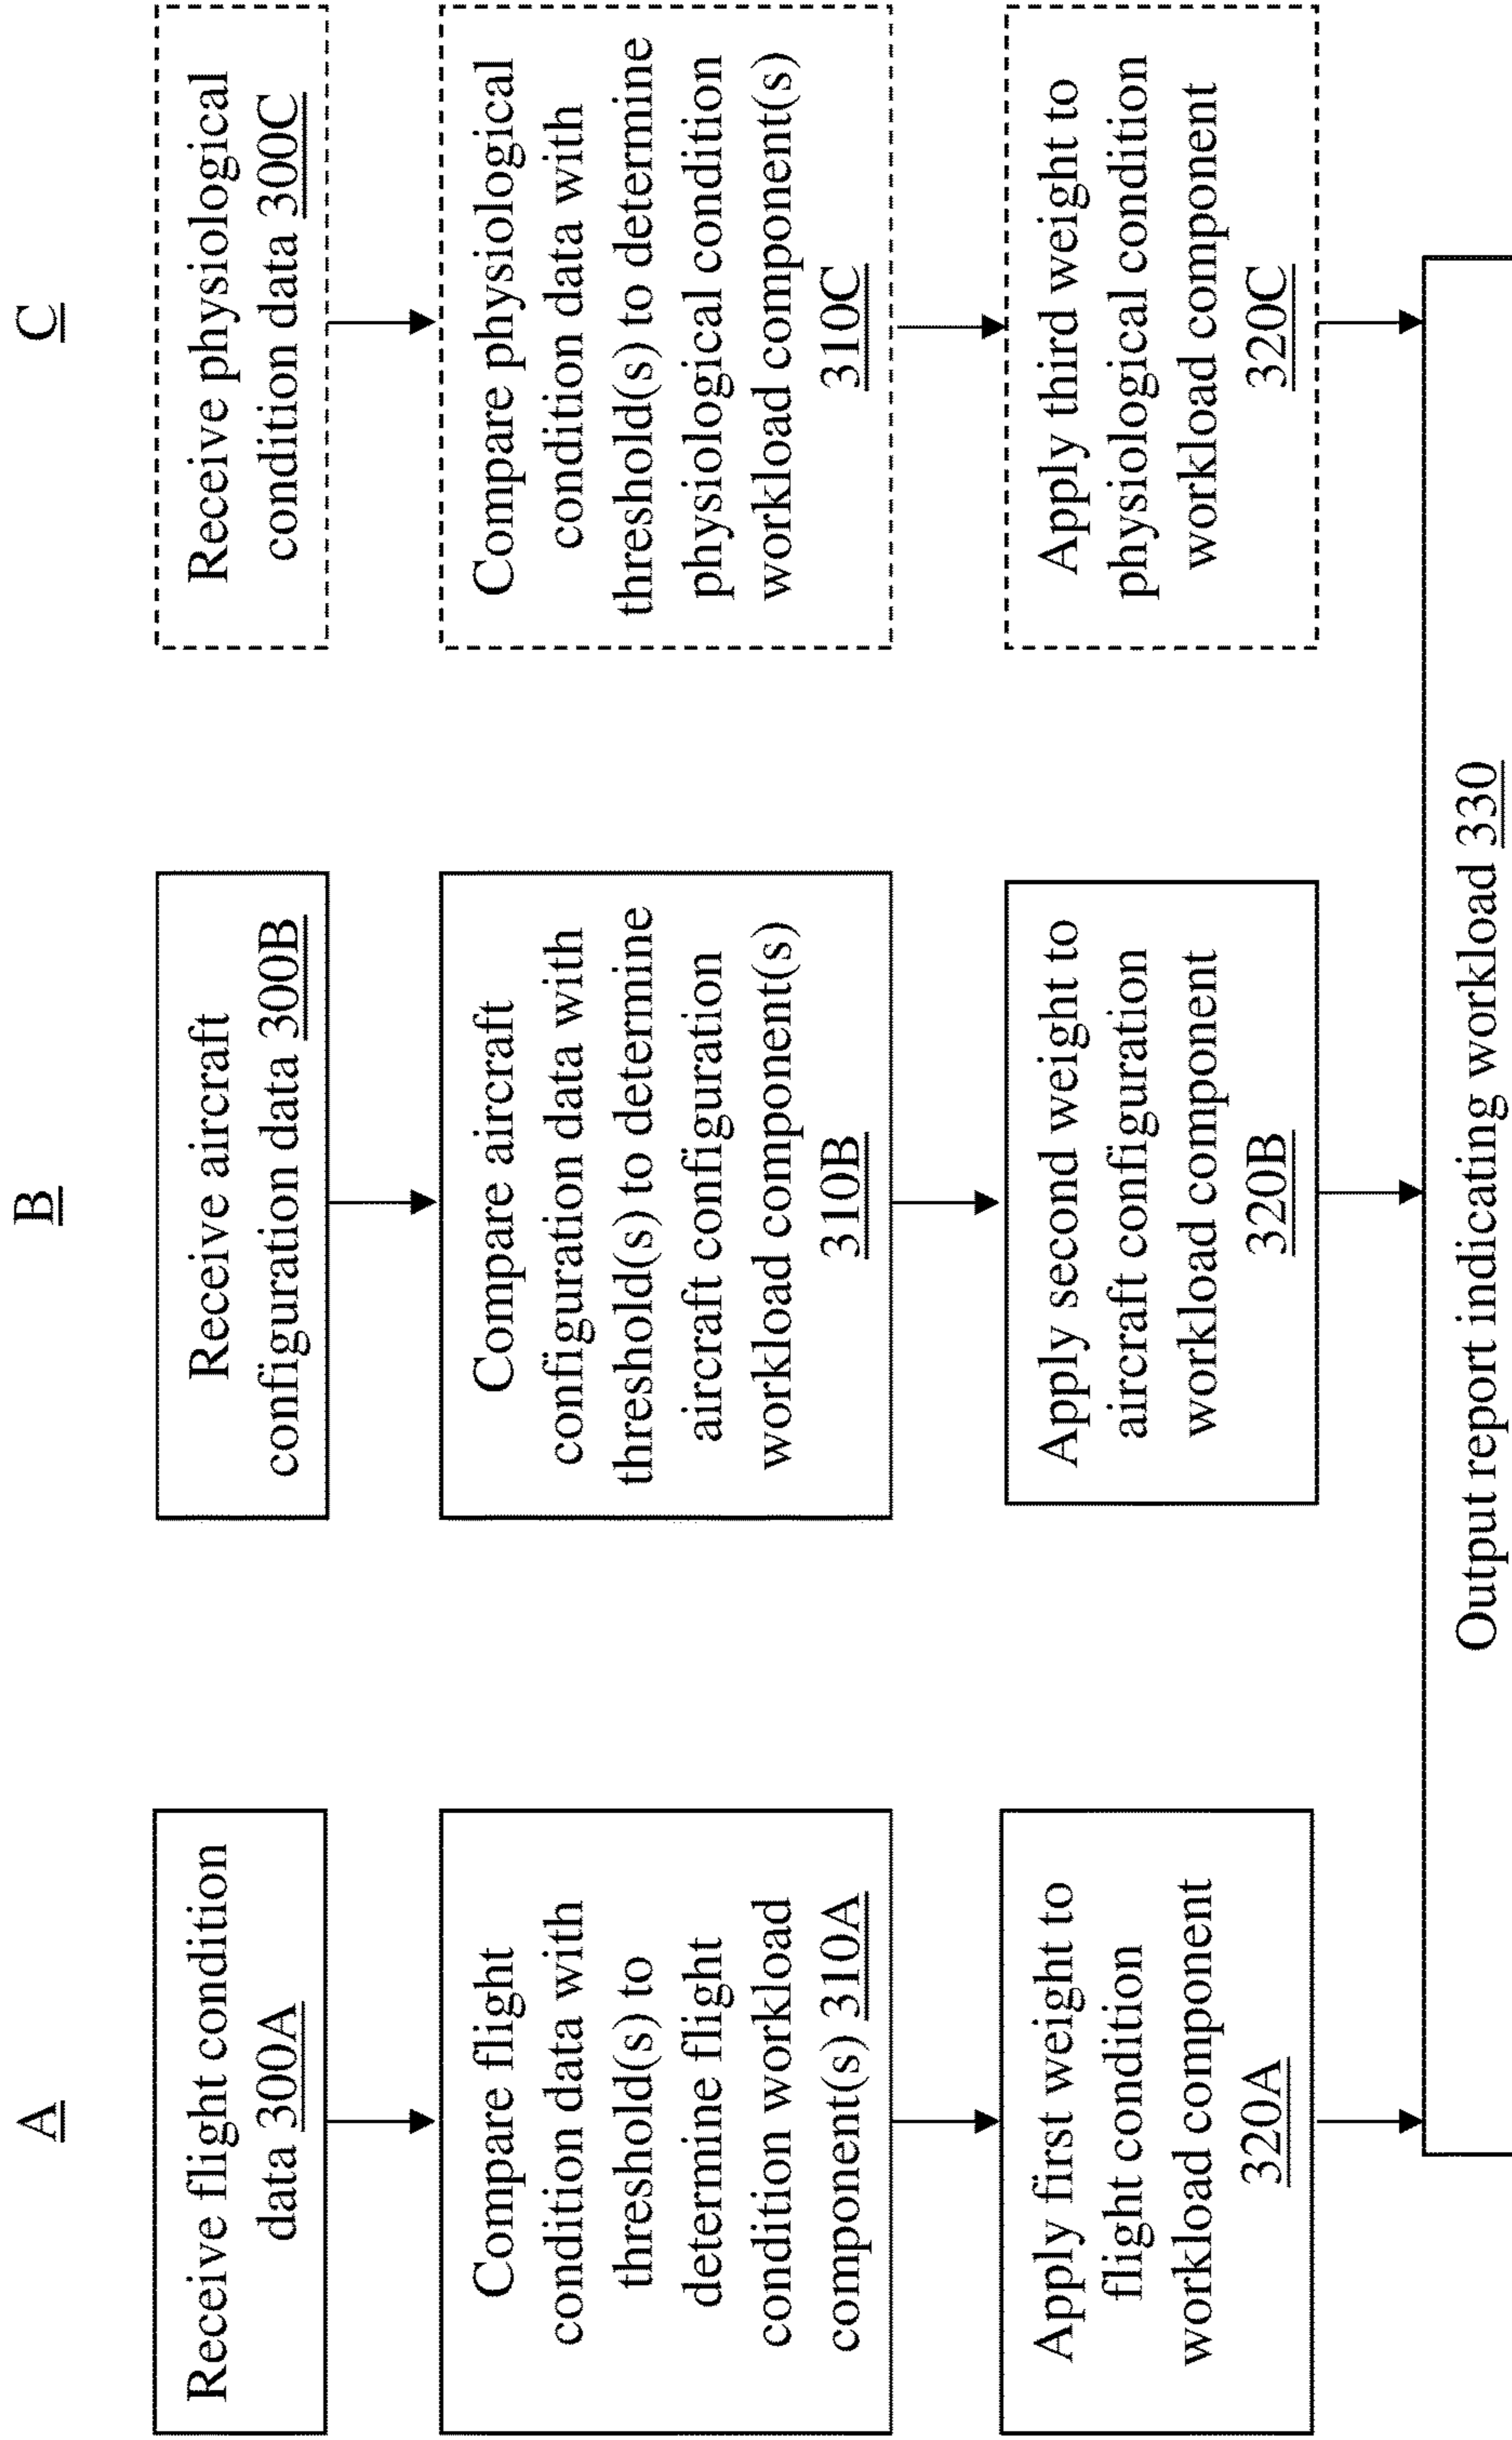 A
Receive flight condition
data 300A
Compare flight
condition data with
threshold(s) to
determine flight
condition workload
component(s) 310A
Apply first weight to
flight condition
workload component
320A
B
Receive aircraft
configuration data 300B
Compare aircraft
configuration data with
threshold(s) to determine
aircraft configuration
workload component(s)
310B
Apply second weight to
aircraft configuration
workload component
320B
C
Receive physiological
condition data 300C
Compare physiological
condition data with
threshold(s) to determine
physiological condition
workload component(s)
310C
Apply third weight to
physiological condition
workload component
320C
Output report indicating workload 330